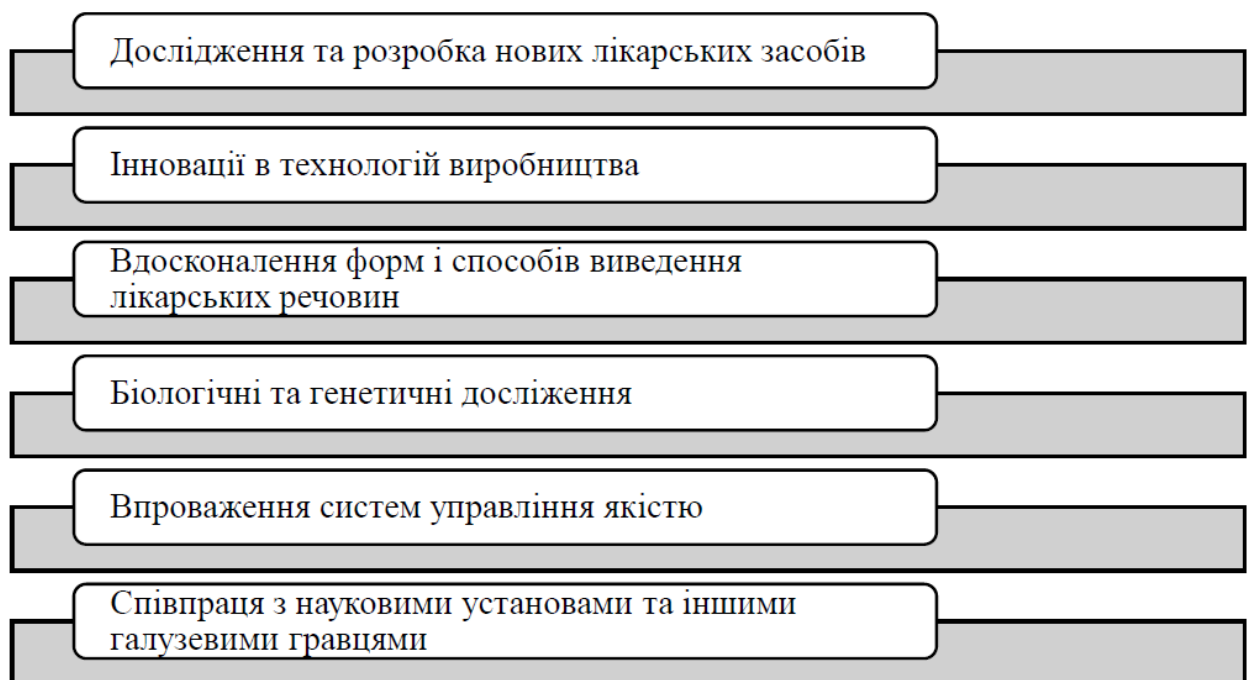 Дослідження та розробка нових лікарських засобів
Інновації в технологій виробництва
Вдосконалення форм і способів виведення
лікарських речовин
Біологічні та генетичні досліження
Впроваження систем управління якістю
Співпраця з науковими установами та іншими
галузевими гравцями